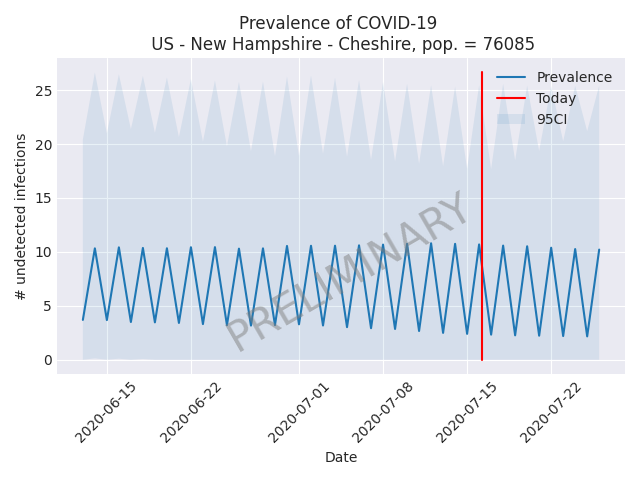 Prevalence of COVID-19
US - New Hampshire - Cheshire, pop. = 76085
Prevalence
Today
95CI
# undetected infections
25
20
15
10
5
0
PRELIMINARY
2020-06-15
2020-06-22
2020-07-01
2020-07-08
2020-07-15
2020-07-22
Date